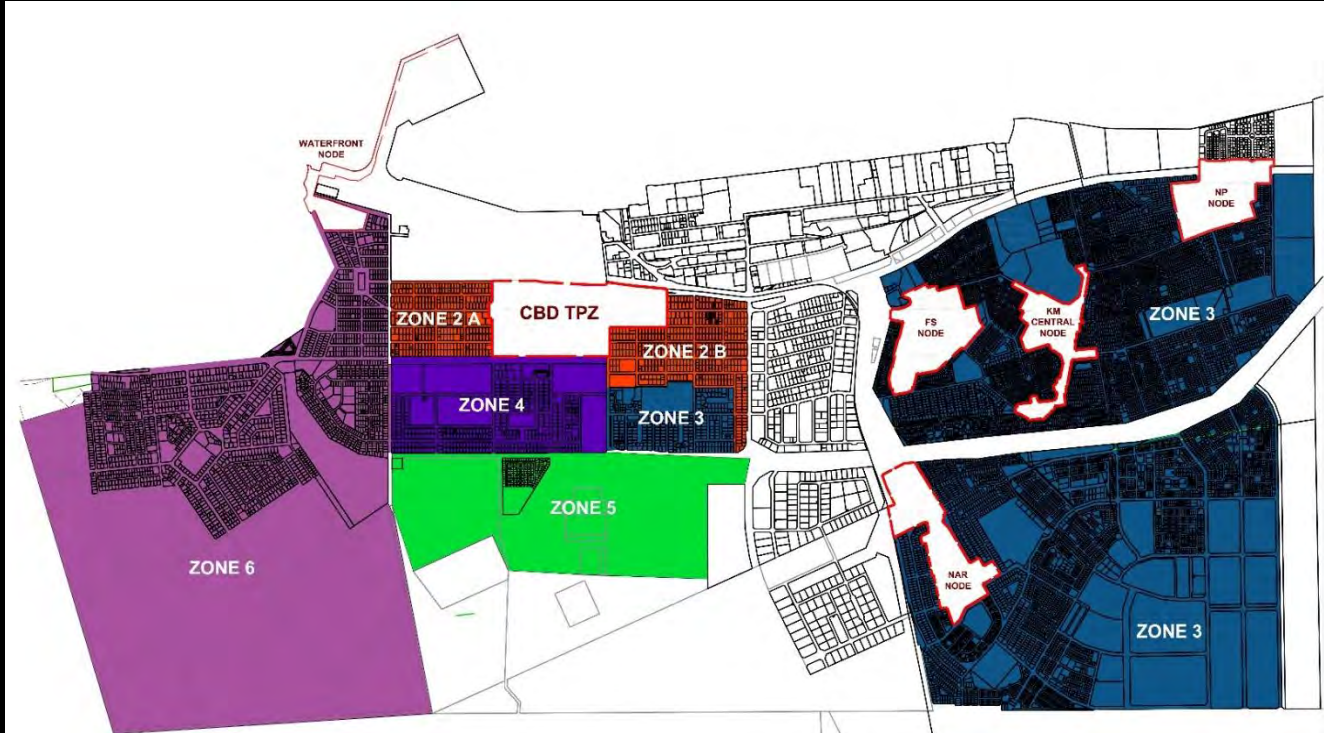 WATERFRONT
NODE
NP
NODE
ZONE 2 A
CBD TPZ
ZONE 2 B
FS
NODE
KM
CENTRAL
NODE
ZONE 3
ZONE 4
ZONE 3
ZONE 5
ZONE 6
NAR
NODE
ZONE 3